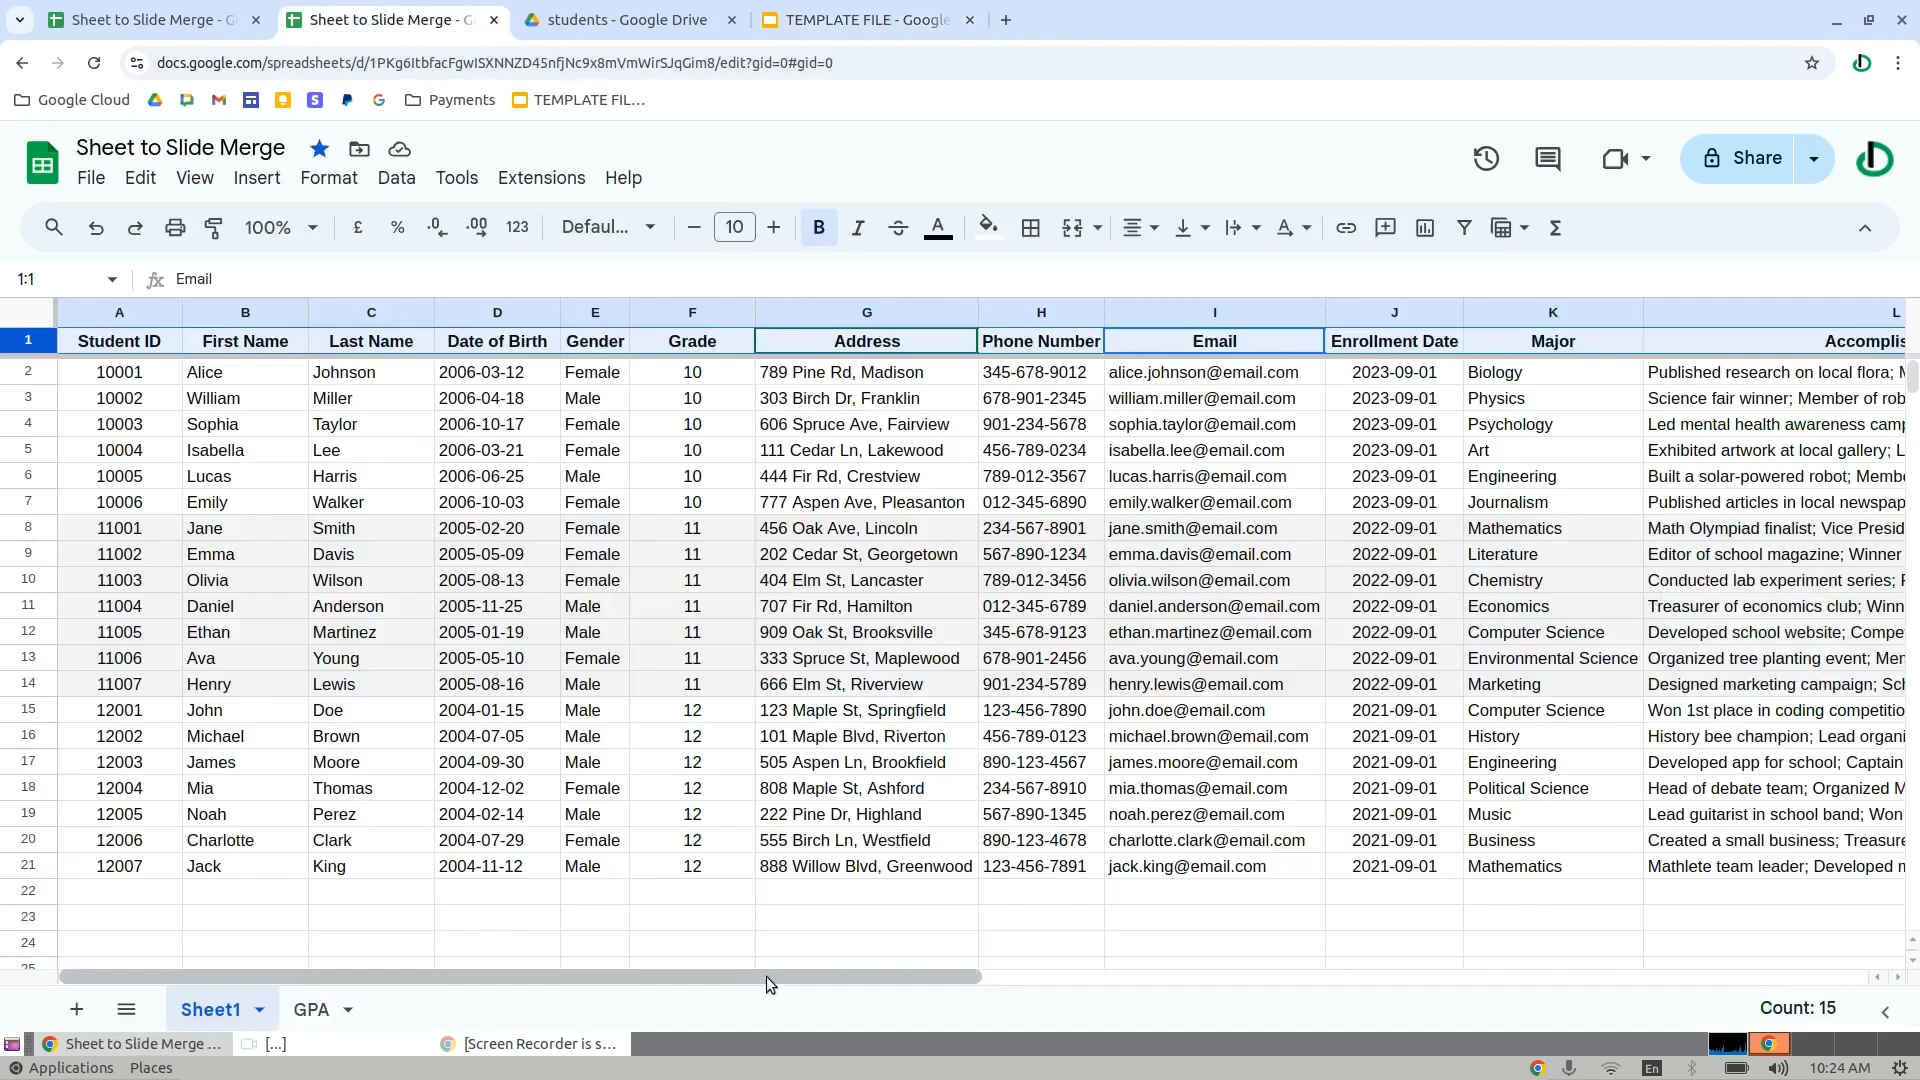 Sheet to Slide Merge - G
Sheet to Slide Merge - G
students - Google Drive
TEMPLATE FILE - Google
docs.google.com/spreadsheets/d/1PKg6ItbfacFgwISXNNZD45nfjNc9x8mVmWirSJqGim8/edit?gid=0#gid=0
Google Cloud
Payments
TEMPLATE FIL...
Sheet to Slide Merge
File Edit View Insert Format Data Tools Extensions Help
Share
100% £ % .0 .00 123 Defaul... 10 B I A
1:1 fx Email
A B C D E F G H I J K L
1 Student ID First Name Last Name Date of Birth Gender Grade Address Phone Number Email Enrollment Date Major Accomplis
2 10001 Alice Johnson 2006-03-12 Female 10 789 Pine Rd, Madison 345-678-9012 alice.johnson@email.com 2023-09-01 Biology Published research on local flora;
3 10002 William Miller 2006-04-18 Male 10 303 Birch Dr, Franklin 678-901-2345 william.miller@email.com 2023-09-01 Physics Science fair winner; Member of rob
4 10003 Sophia Taylor 2006-10-17 Female 10 606 Spruce Ave, Fairview 901-234-5678 sophia.taylor@email.com 2023-09-01 Psychology Led mental health awareness camp
5 10004 Isabella Lee 2006-03-21 Female 10 111 Cedar Ln, Lakewood 456-789-0234 isabella.lee@email.com 2023-09-01 Art Exhibited artwork at local gallery; L
6 10005 Lucas Harris 2006-06-25 Male 10 444 Fir Rd, Crestview 789-012-3567 lucas.harris@email.com 2023-09-01 Engineering Built a solar-powered robot; Membe
7 10006 Emily Walker 2006-10-03 Female 10 777 Aspen Ave, Pleasanton 012-345-6890 emily.walker@email.com 2023-09-01 Journalism Published articles in local newspap
8 11001 Jane Smith 2005-02-20 Female 11 456 Oak Ave, Lincoln 234-567-8901 jane.smith@email.com 2022-09-01 Mathematics Math Olympiad finalist; Vice Presid
9 11002 Emma Davis 2005-05-09 Female 11 202 Cedar St, Georgetown 567-890-1234 emma.davis@email.com 2022-09-01 Literature Editor of school magazine; Winner
10 11003 Olivia Wilson 2005-08-13 Female 11 404 Elm St, Lancaster 789-012-3456 olivia.wilson@email.com 2022-09-01 Chemistry Conducted lab experiment series;
11 11004 Daniel Anderson 2005-11-25 Male 11 707 Fir Rd, Hamilton 012-345-6789 daniel.anderson@email.com 2022-09-01 Economics Treasurer of economics club; Winn
12 11005 Ethan Martinez 2005-01-19 Male 11 909 Oak St, Brooksville 345-678-9123 ethan.martinez@email.com 2022-09-01 Computer Science Developed school website; Compe
13 11006 Ava Young 2005-05-10 Female 11 333 Spruce St, Maplewood 678-901-2456 ava.young@email.com 2022-09-01 Environmental Science Organized tree planting event; Mem
14 11007 Henry Lewis 2005-08-16 Male 11 666 Elm St, Riverview 901-234-5789 henry.lewis@email.com 2022-09-01 Marketing Designed marketing campaign; Sch
15 12001 John Doe 2004-01-15 Male 12 123 Maple St, Springfield 123-456-7890 john.doe@email.com 2021-09-01 Computer Science Won 1st place in coding competitio
16 12002 Michael Brown 2004-07-05 Male 12 101 Maple Blvd, Riverton 456-789-0123 michael.brown@email.com 2021-09-01 History History bee champion; Lead organi
17 12003 James Moore 2004-09-30 Male 12 505 Aspen Ln, Brookfield 890-123-4567 james.moore@email.com 2021-09-01 Engineering Developed app for school; Captain
18 12004 Mia Thomas 2004-12-02 Female 12 808 Maple St, Ashford 234-567-8910 mia.thomas@email.com 2021-09-01 Political Science Head of debate team; Organized M
19 12005 Noah Perez 2004-02-14 Male 12 222 Pine Dr, Highland 567-890-1345 noah.perez@email.com 2021-09-01 Music Lead guitarist in school band; Won
20 12006 Charlotte Clark 2004-07-29 Female 12 555 Birch Ln, Westfield 890-123-4678 charlotte.clark@email.com 2021-09-01 Business Created a small business; Treasure
21 12007 Jack King 2004-11-12 Male 12 888 Willow Blvd, Greenwood 123-456-7891 jack.king@email.com 2021-09-01 Mathematics Mathlete team leader; Developed m
22
23
24
25
Sheet1 GPA Count: 15
Sheet to Slide Merge ... [...] [Screen Recorder is s...
Applications Places En 10:24 AM